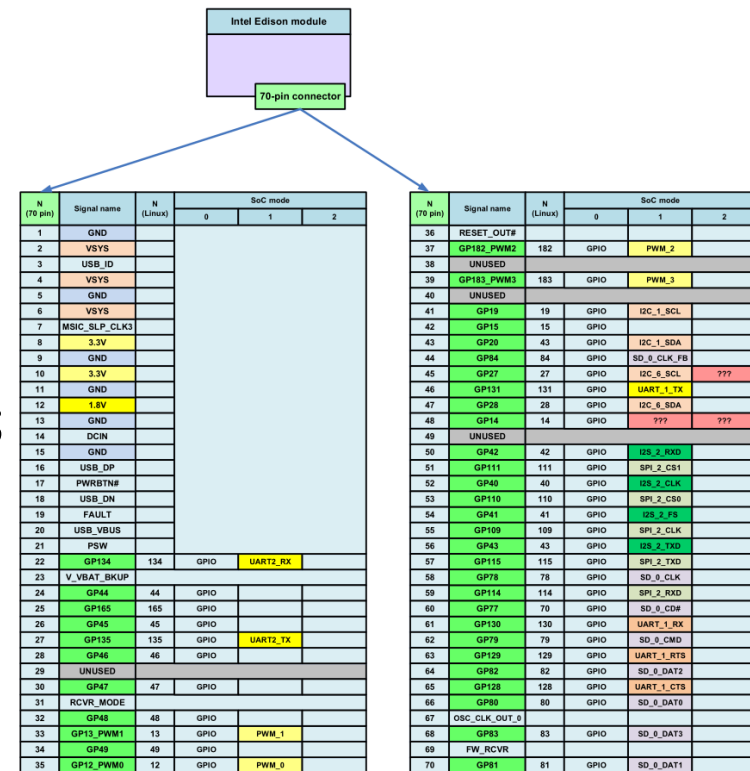 Intel Edison module
70-pin connector
N (70 pin) Signal name N (Linux) SoC mode
0 1 2
1 GND
2 VSYS
3 USB_ID
4 VSYS
5 GND
6 VSYS
7 MSIC_SLP_CLK3
8 3.3V
9 GND
10 3.3V
11 GND
12 1.8V
13 GND
14 DCIN
15 GND
16 USB_DP
17 PWRBTN#
18 USB_DN
19 FAULT
20 USB_VBUS
21 PSW
22 GP134 134 GPIO UART2_RX
23 V_VBAT_BKUP
24 GP44 44 GPIO
25 GP165 165 GPIO
26 GP45 45 GPIO
27 GP135 135 GPIO UART2_TX
28 GP46 46 GPIO
29 UNUSED
30 GP47 47 GPIO
31 RCVR_MODE
32 GP48 48 GPIO
33 GP13_PWM1 13 GPIO PWM_1
34 GP49 49 GPIO
35 GP12_PWM0 12 GPIO PWM_0
N (70 pin) Signal name N (Linux) SoC mode
0 1 2
36 RESET_OUT#
37 GP182_PWM2 182 GPIO PWM_2
38 UNUSED
39 GP183_PWM3 183 GPIO PWM_3
40 UNUSED
41 GP19 19 GPIO I2C_1_SCL
42 GP15 15 GPIO
43 GP20 43 GPIO I2C_1_SDA
44 GP84 84 GPIO SD_0_CLK_FB
45 GP27 27 GPIO I2C_6_SCL ???
46 GP131 131 GPIO UART_1_TX
47 GP28 28 GPIO I2C_6_SDA
48 GP14 14 GPIO ??? ???
49 UNUSED
50 GP42 42 GPIO I2S_2_RXD
51 GP111 111 GPIO SPI_2_CS1
52 GP40 40 GPIO I2S_2_CLK
53 GP110 110 GPIO SPI_2_CS0
54 GP41 41 GPIO I2S_2_FS
55 GP109 109 GPIO SPI_2_CLK
56 GP43 43 GPIO I2S_2_TXD
57 GP115 115 GPIO SPI_2_TXD
58 GP78 78 GPIO SD_0_CLK
59 GP114 114 GPIO SPI_2_RXD
60 GP77 70 GPIO SD_0_CD#
61 GP130 130 GPIO UART_1_RX
62 GP79 79 GPIO SD_0_CMD
63 GP129 129 GPIO UART_1_RTS
64 GP82 82 GPIO SD_0_DAT2
65 GP128 128 GPIO UART_1_CTS
66 GP80 80 GPIO SD_0_DAT0
67 OSC_CLK_OUT_0
68 GP83 83 GPIO SD_0_DAT3
69 FW_RCVR
70 GP81 81 GPIO SD_0_DAT1